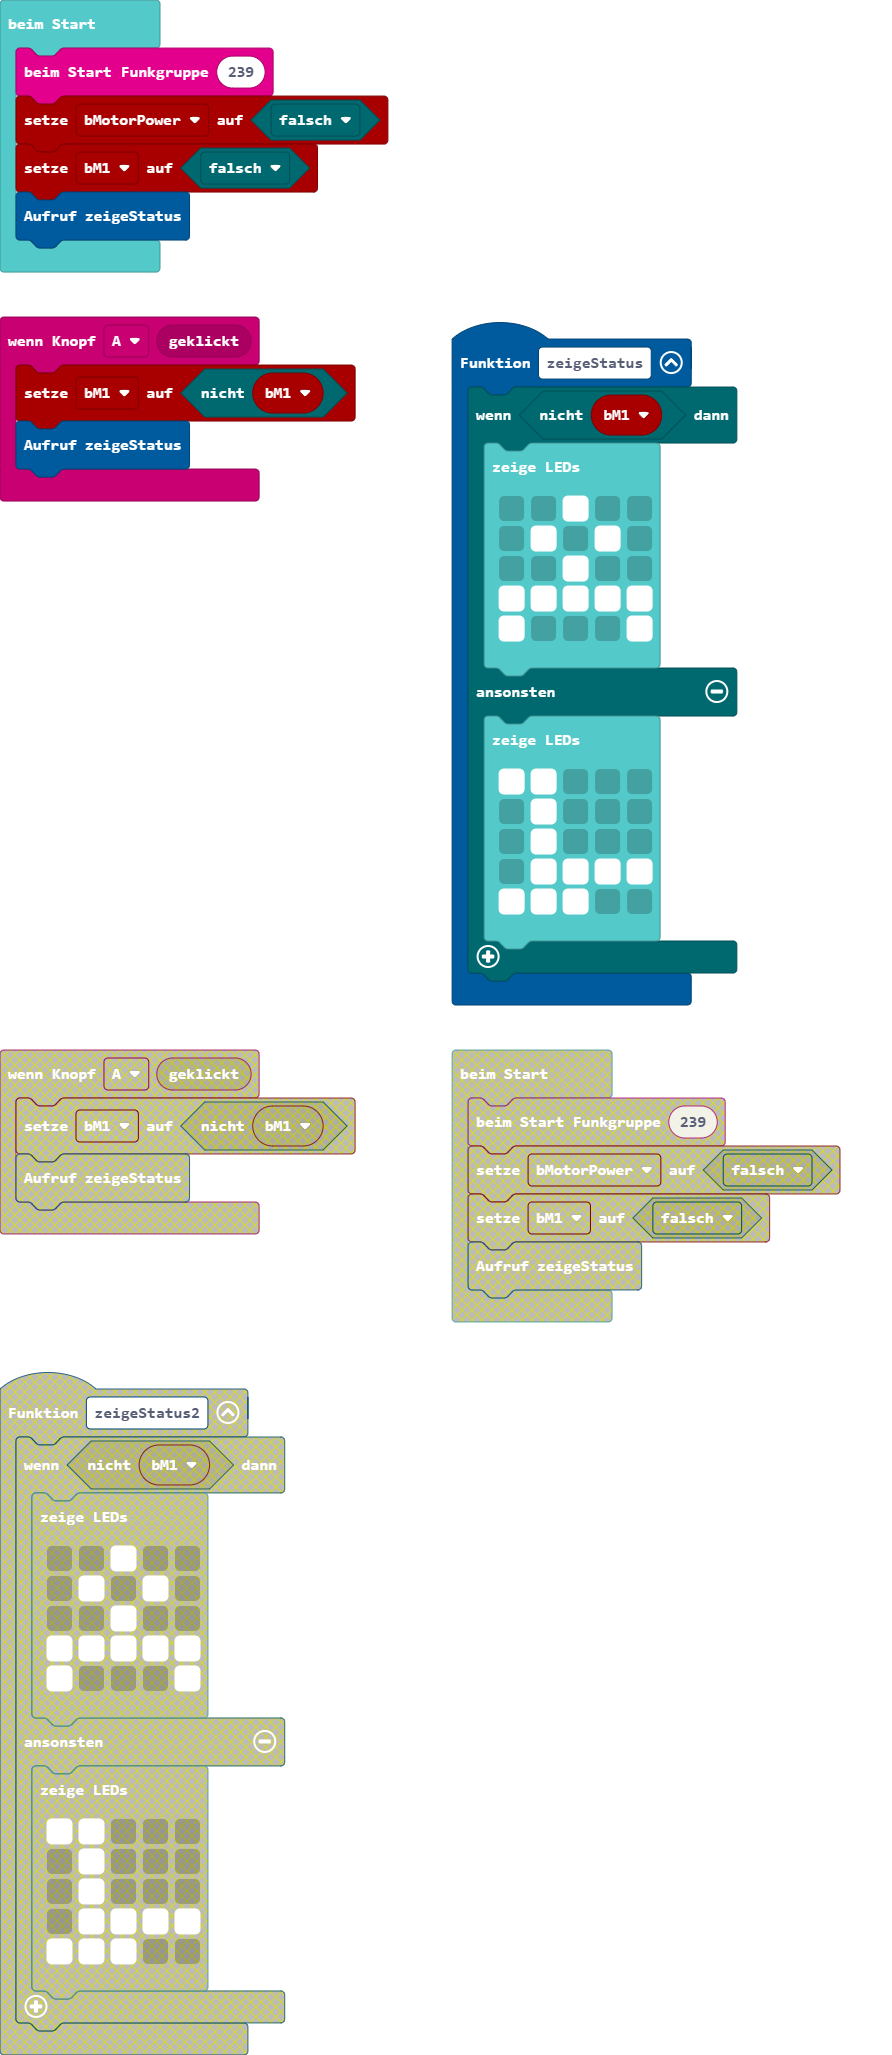 beim Start
beim Start Funkgruppe 239
setze bMotorPower auf falsch
setze bM1 auf falsch
Aufruf zeigeStatus
wenn Knopf A geklickt
setze bM1 auf nicht bM1
Aufruf zeigeStatus
Funktion zeigeStatus
wenn nicht bM1 dann
zeige LEDs
ansonsten
zeige LEDs
wenn Knopf A geklickt
setze bM1 auf nicht bM1
Aufruf zeigeStatus
beim Start
beim Start Funkgruppe 239
setze bMotorPower auf falsch
setze bM1 auf falsch
Aufruf zeigeStatus
Funktion zeigeStatus2
wenn nicht bM1 dann
zeige LEDs
ansonsten
zeige LEDs